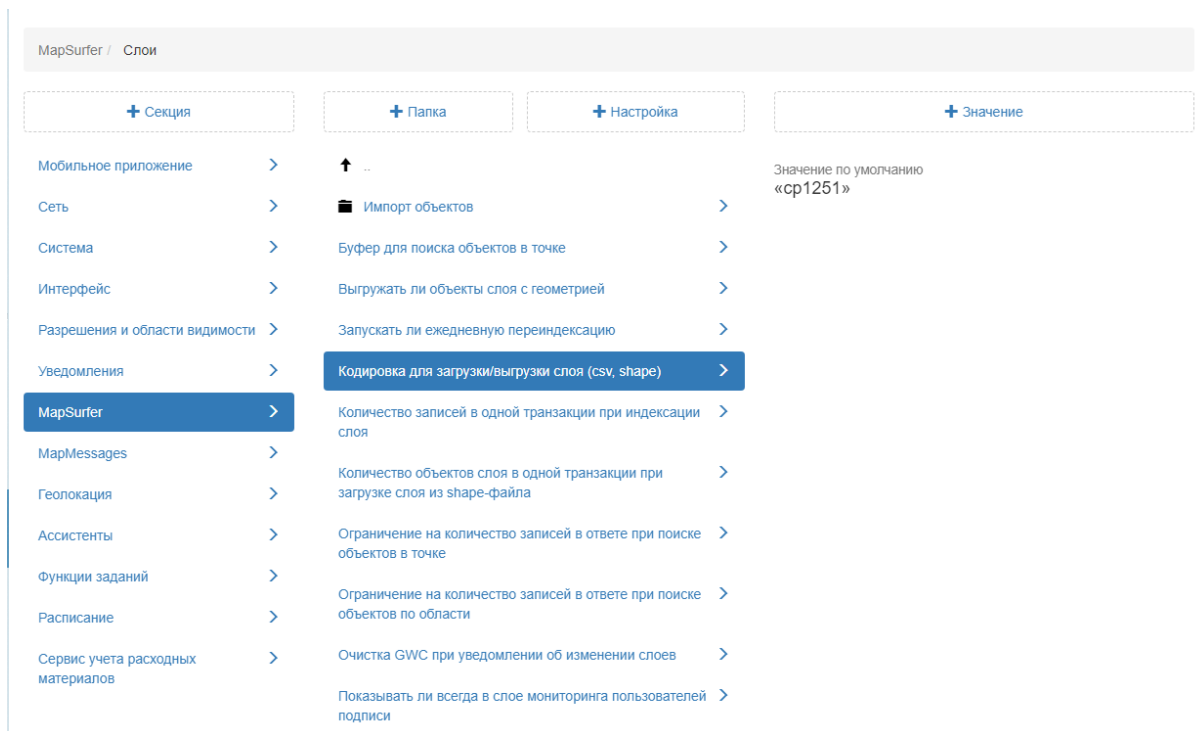 MapSurfer / Слои
Секция
Папка
Настройка
Значение
Мобильное приложение
Сеть
Система
Интерфейс
Разрешения и области видимости
Уведомления
MapSurfer
MapMessages
Геолокация
Ассистенты
Функции заданий
Расписание
Сервис учета расходных
материалов
..
Импорт объектов
Буфер для поиска объектов в точке
Выгружать ли объекты слоя с геометрией
Запускать ли ежедневную переиндексацию
Кодировка для загрузки/выгрузки слоя (csv, shape)
Количество записей в одной транзакции при индексации
слоя
Количество объектов слоя в одной транзакции при
загрузке слоя из shape-файла
Ограничение на количество записей в ответе при поиске
объектов в точке
Ограничение на количество записей в ответе при поиске
объектов по области
Очистка GWC при уведомлении об изменении слоев
Показывать ли всегда в слое мониторинга пользователей
подписи
Значение по умолчанию
«cp1251»